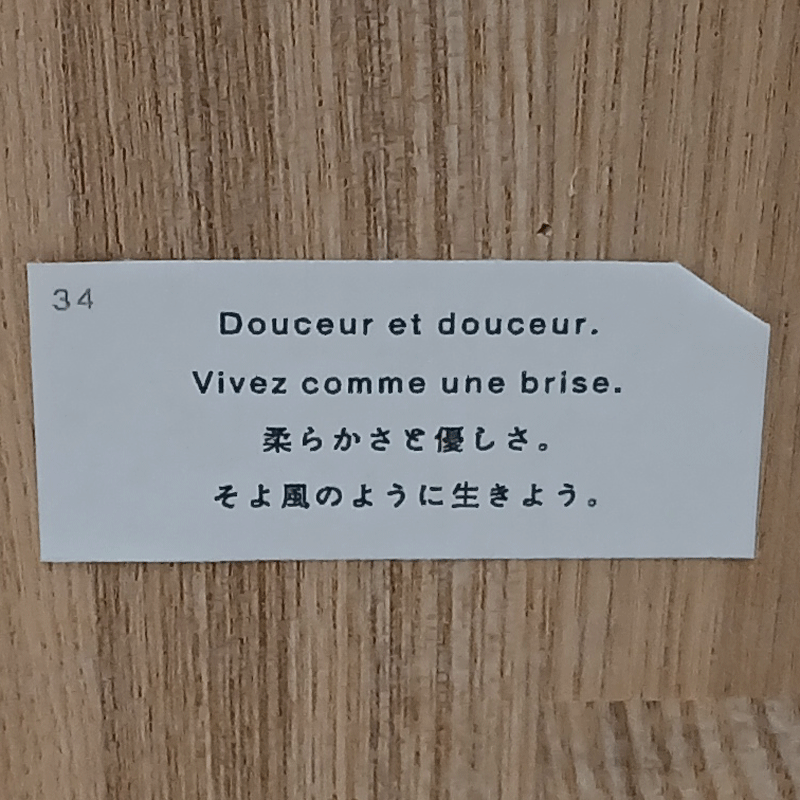 34
Douceur et douceur.
Vivez comme une brise.
柔らかさと優しさ。
そよ風のように生きよう。